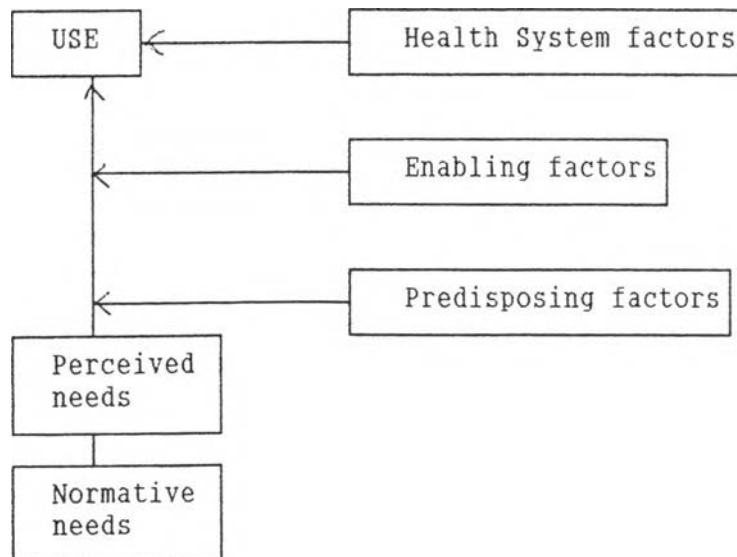 USE
Health System factors
Enabling factors
Predisposing factors
Perceived
needs
Normative
needs